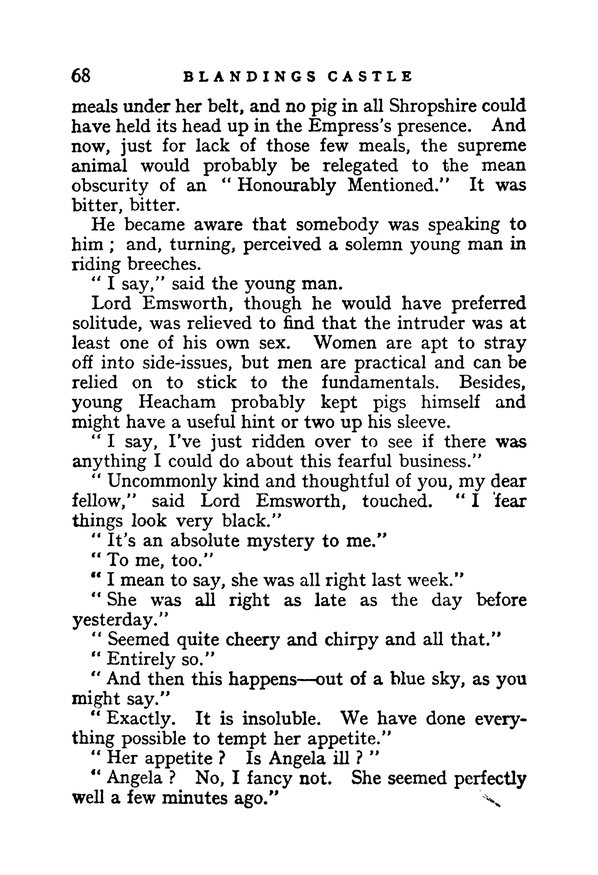 68 BLANDINGS CASTLE
meals under her belt, and no pig in all Shropshire could
have held its head up in the Empress's presence. And
now, just for lack of those few meals, the supreme
animal would probably be relegated to the mean
obscurity of an " Honourably Mentioned." It was
bitter, bitter.
He became aware that somebody was speaking to
him ; and, turning, perceived a solemn young man in
riding breeches.
" I say," said the young man.
Lord Emsworth, though he would have preferred
solitude, was relieved to find that the intruder was at
least one of his own sex. Women are apt to stray
off into side-issues, but men are practical and can be
relied on to stick to the fundamentals. Besides,
young Heacham probably kept pigs himself and
might have a useful hint or two up his sleeve.
" I say, I've just ridden over to see if there was
anything I could do about this fearful business."
" Uncommonly kind and thoughtful of you, my dear
fellow," said Lord Emsworth, touched. " I fear
things look very black."
" It's an absolute mystery to me."
" To me, too."
" I mean to say, she was all right last week."
" She was all right as late as the day before
yesterday."
" Seemed quite cheery and chirpy and all that."
" Entirely so."
" And then this happens—out of a blue sky, as you
might say."
" Exactly. It is insoluble. We have done every-
thing possible to tempt her appetite."
" Her appetite ? Is Angela ill ? "
" Angela ? No, I fancy not. She seemed perfectly
well a few minutes ago."